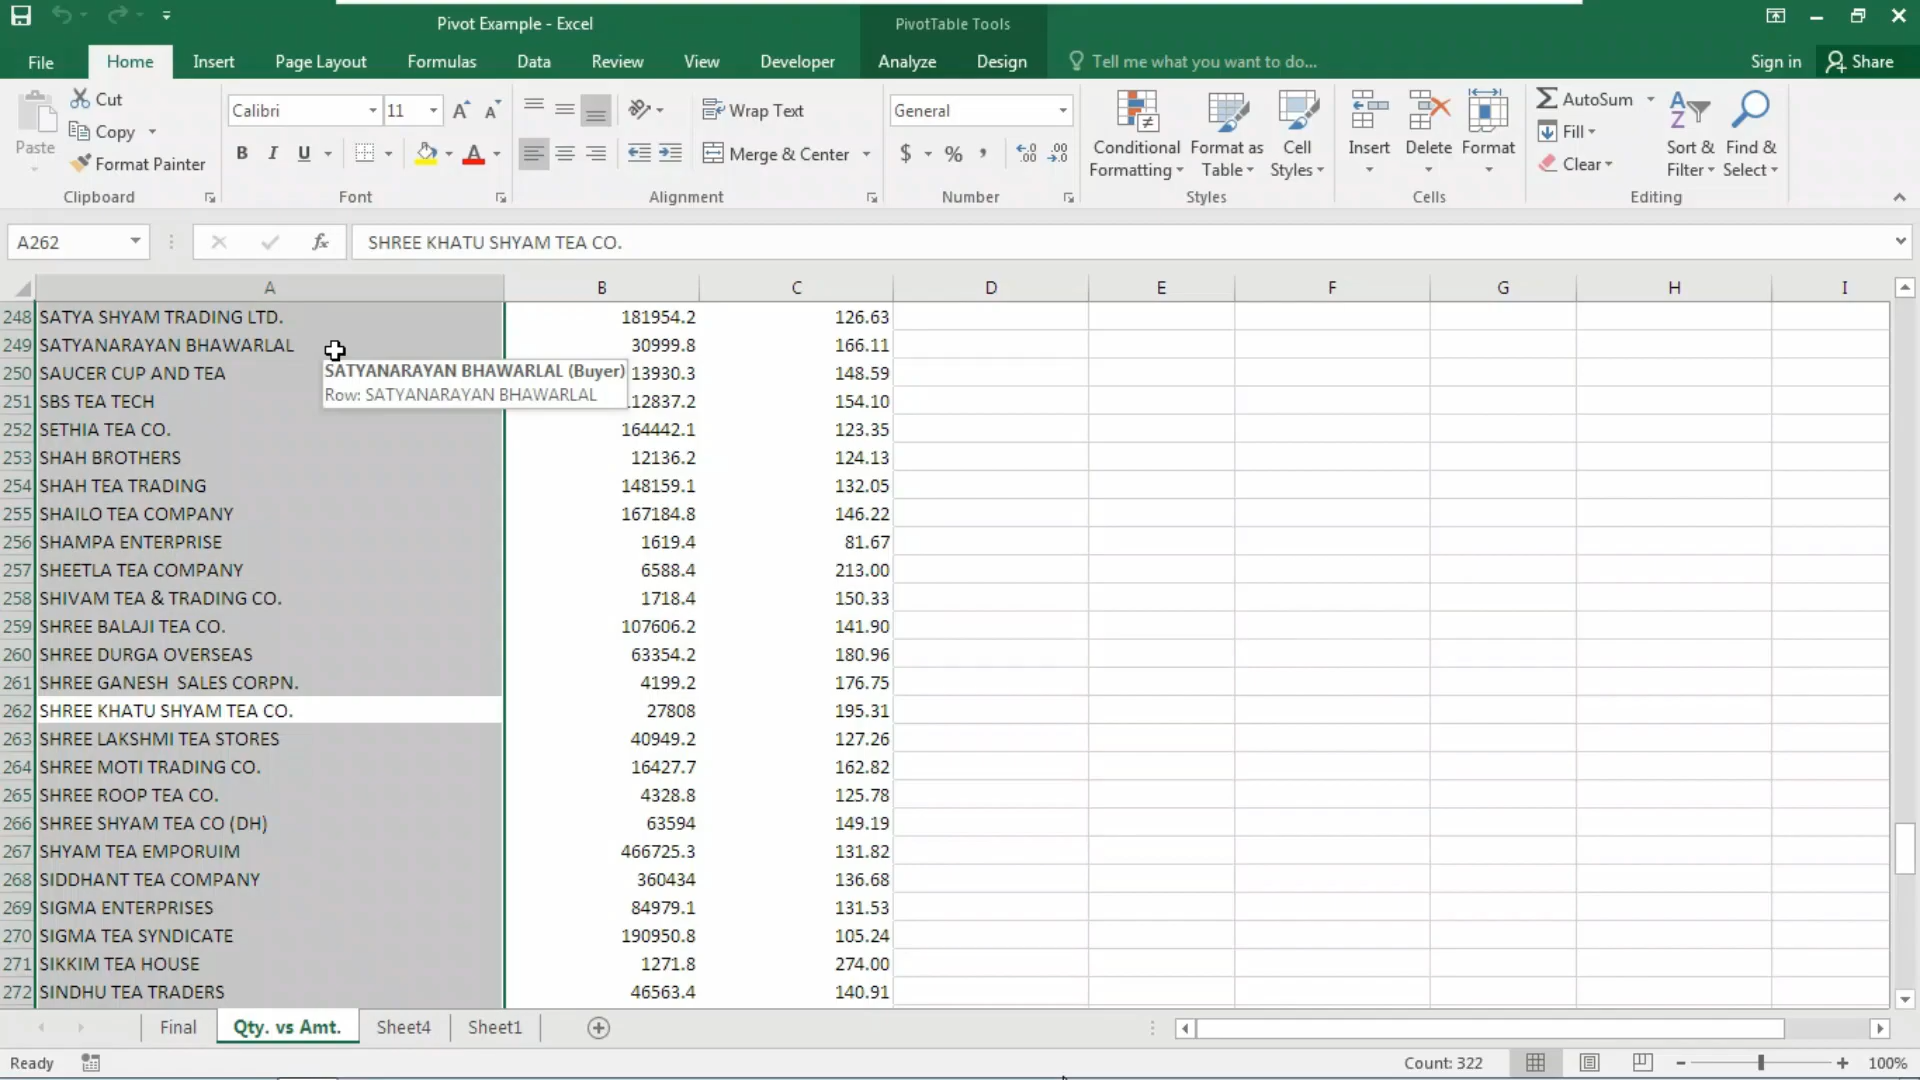 Pivot Example - Excel
PivotTable Tools
File Home Insert Page Layout Formulas Data Review View Developer Analyze Design Tell me what you want to do... Sign in Share
Paste
Cut
Copy
Format Painter
Clipboard
Calibri 11
B I U
Font
Wrap Text
Merge & Center
Alignment
General
$ % ,
Number
Conditional Formatting
Format as Table
Cell Styles
Styles
Insert Delete Format
Cells
AutoSum
Fill
Clear
Sort & Filter
Find & Select
Editing
A262 fx SHREE KHATU SHYAM TEA CO.
A B C D E F G H I
248 SATYA SHYAM TRADING LTD. 181954.2 126.63
249 SATYANARAYAN BHAWARLAL 30999.8 166.11
250 SAUCER CUP AND TEA 13930.3 148.59
SATYANARAYAN BHAWARLAL (Buyer)
Row: SATYANARAYAN BHAWARLAL
251 SBS TEA TECH 12837.2 154.10
252 SETHIA TEA CO. 164442.1 123.35
253 SHAH BROTHERS 12136.2 124.13
254 SHAH TEA TRADING 148159.1 132.05
255 SHAILO TEA COMPANY 167184.8 146.22
256 SHAMPA ENTERPRISE 1619.4 81.67
257 SHEETLA TEA COMPANY 6588.4 213.00
258 SHIVAM TEA & TRADING CO. 1718.4 150.33
259 SHREE BALAJI TEA CO. 107606.2 141.90
260 SHREE DURGA OVERSEAS 63354.2 180.96
261 SHREE GANESH  SALES CORPN. 4199.2 176.75
262 SHREE KHATU SHYAM TEA CO. 27808 195.31
263 SHREE LAKSHMI TEA STORES 40949.2 127.26
264 SHREE MOTI TRADING CO. 16427.7 162.82
265 SHREE ROOP TEA CO. 4328.8 125.78
266 SHREE SHYAM TEA CO (DH) 63594 149.19
267 SHYAM TEA EMPORUIM 466725.3 131.82
268 SIDDHANT TEA COMPANY 360434 136.68
269 SIGMA ENTERPRISES 84979.1 131.53
270 SIGMA TEA SYNDICATE 190950.8 105.24
271 SIKKIM TEA HOUSE 1271.8 274.00
272 SINDHU TEA TRADERS 46563.4 140.91
Final Qty. vs Amt. Sheet4 Sheet1
Ready Count: 322 100%